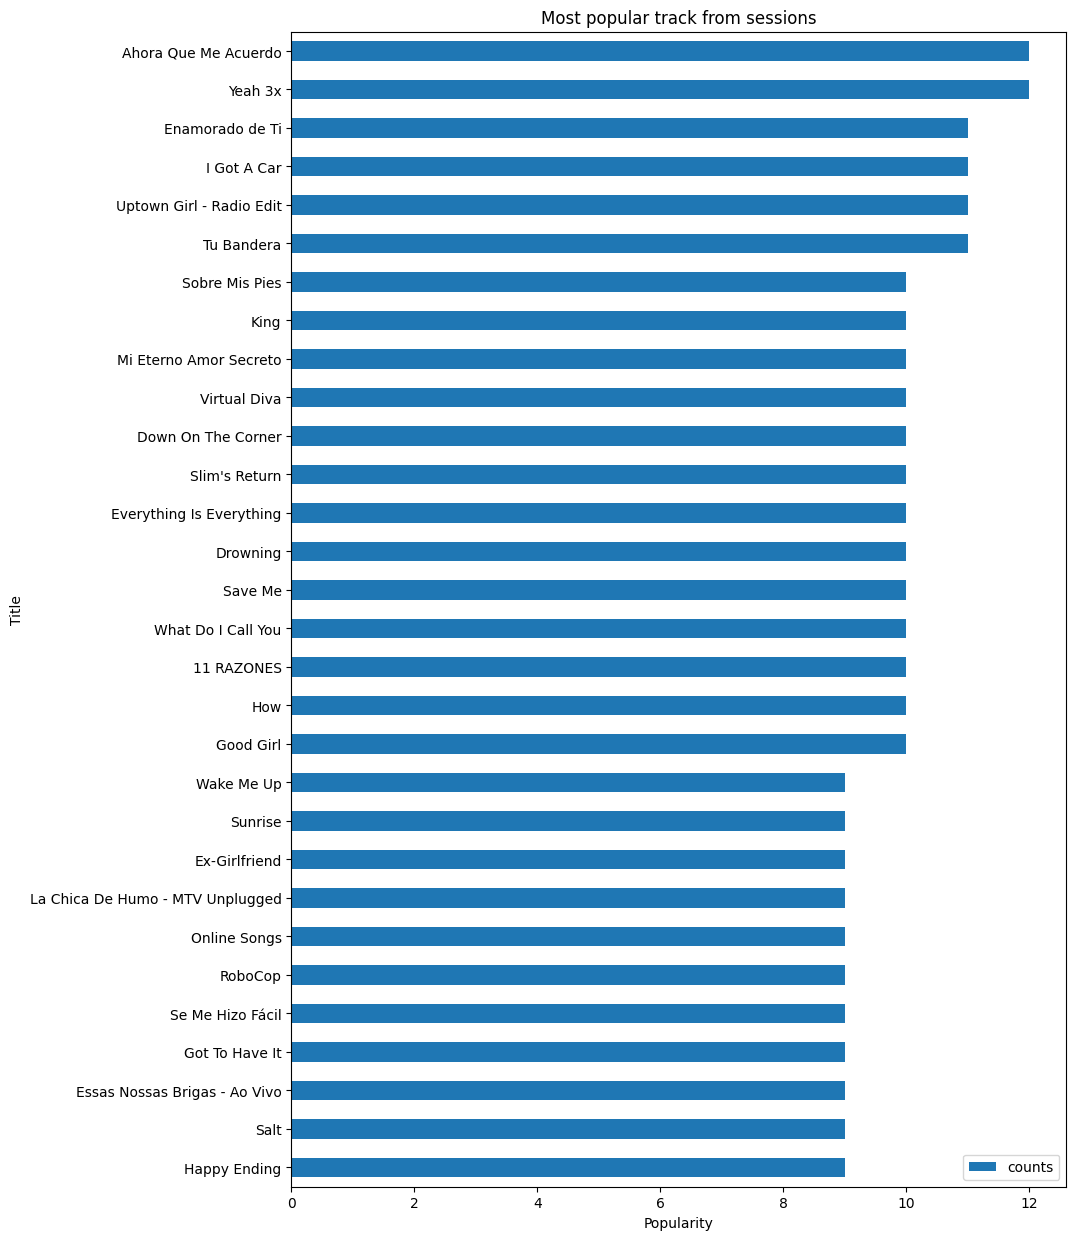 Most popular track from sessions
Ahora Que Me Acuerdo
Yeah 3x
Enamorado de Ti
I Got A Car
Uptown Girl - Radio Edit
Tu Bandera
Sobre Mis Pies
King
Mi Eterno Amor Secreto
Virtual Diva
Down On The Corner
Slim's Return
Everything Is Everything
Drowning
Save Me
What Do I Call You
11 RAZONES
How
Good Girl
Wake Me Up
Sunrise
Ex-Girlfriend
La Chica De Humo - MTV Unplugged
Online Songs
RoboCop
Se Me Hizo Fácil
Got To Have It
Essas Nossas Brigas - Ao Vivo
Salt
Happy Ending
Title
counts
0 2 4 6 8 10 12
Popularity